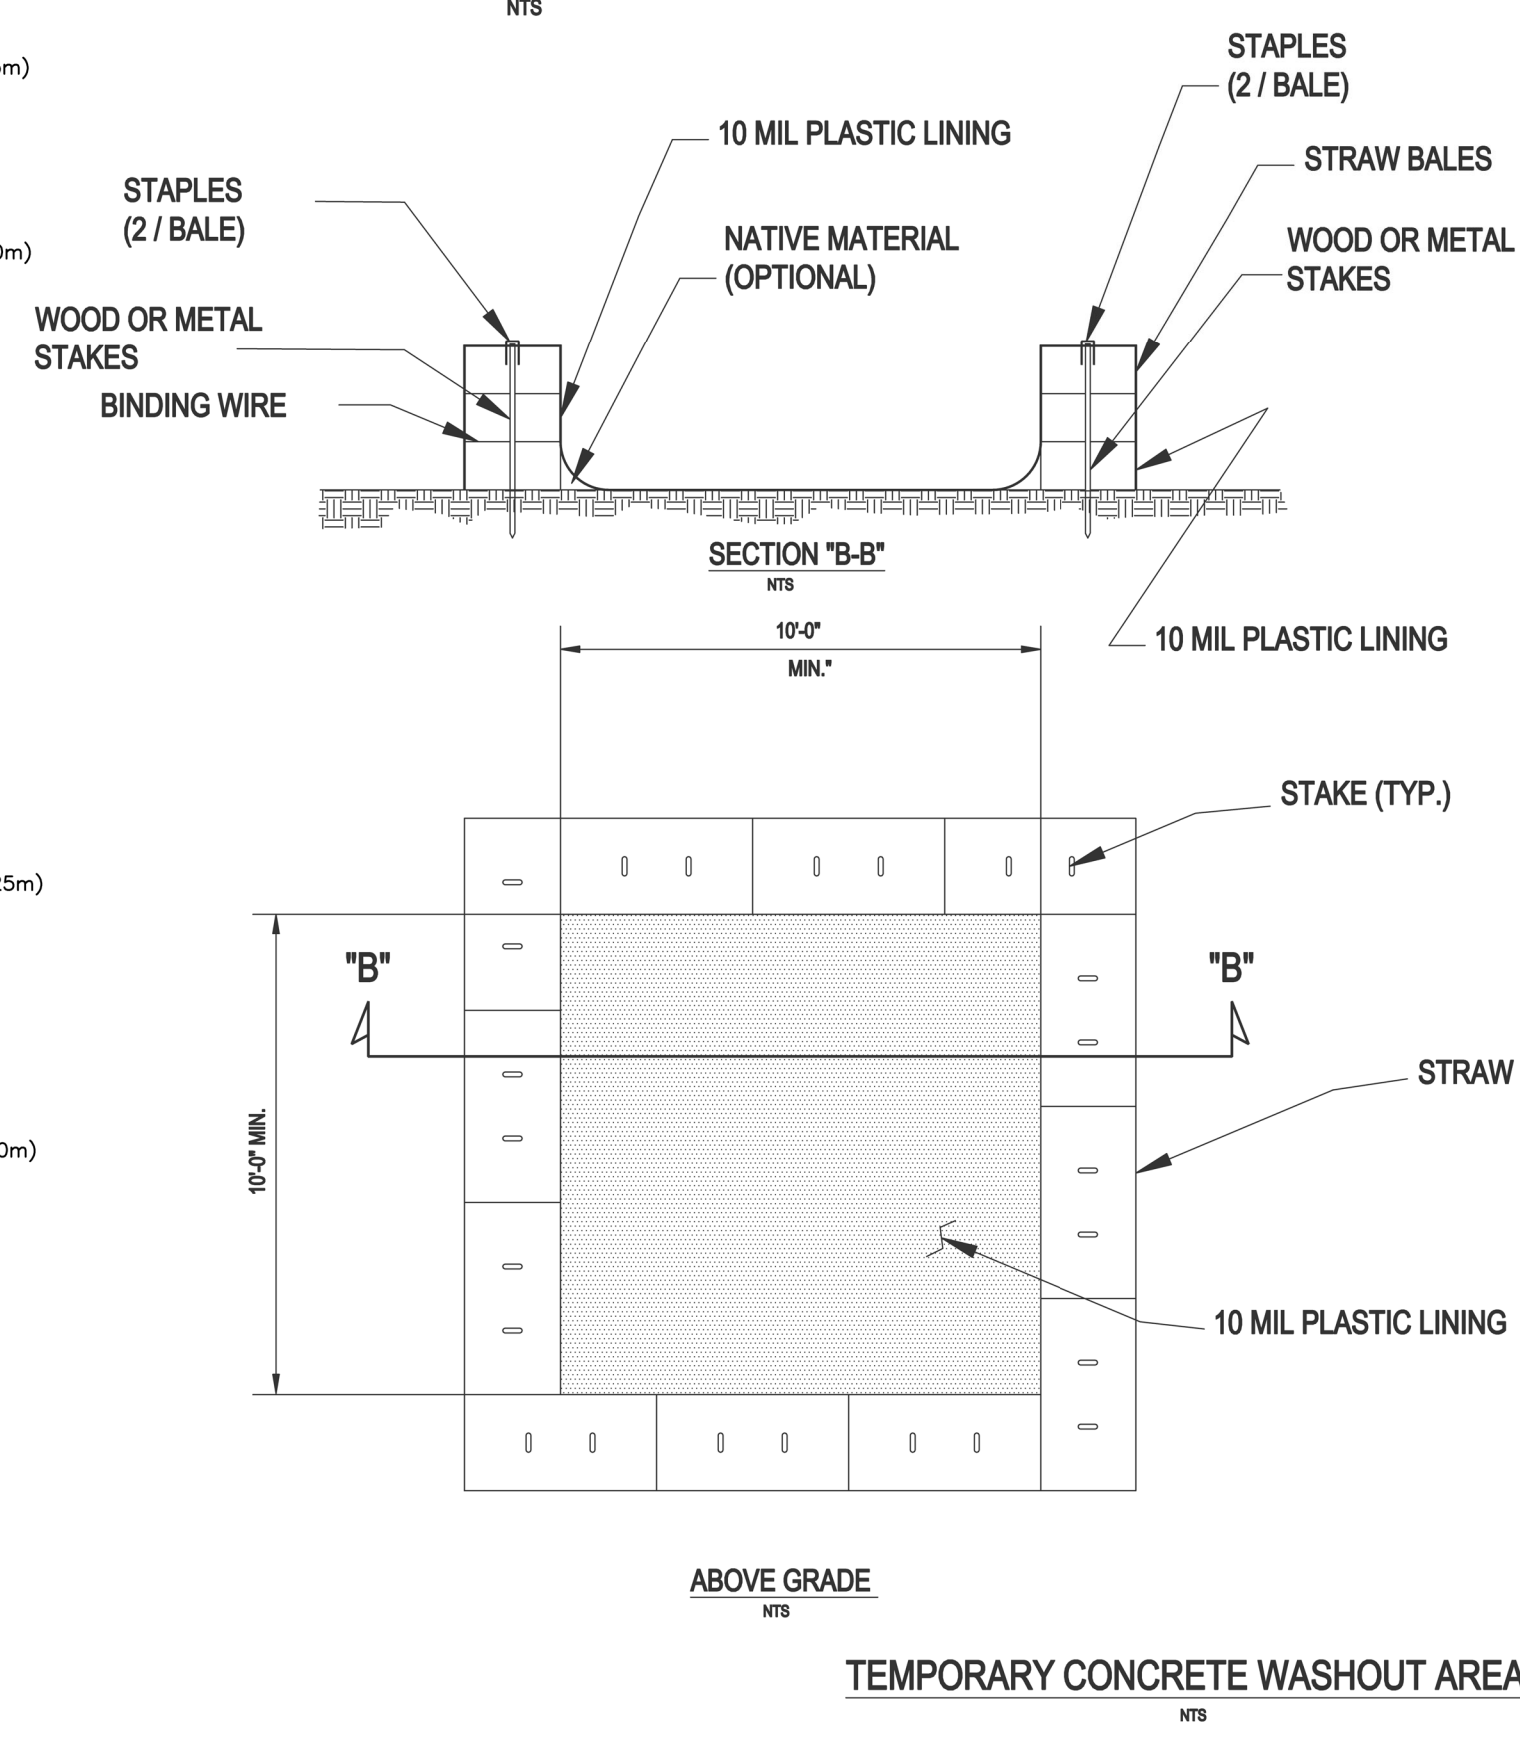 NTS
STAPLES
(2 / BALE)
10 MIL PLASTIC LINING
STRAW BALES
STAPLES
(2 / BALE)
NATIVE MATERIAL
(OPTIONAL)
WOOD OR METAL
STAKES
WOOD OR METAL
STAKES
BINDING WIRE
SECTION "B-B"
NTS
10'-0"
MIN."
10 MIL PLASTIC LINING
STAKE (TYP.)
"B"
"B"
STRAW
10'-0" MIN.
10 MIL PLASTIC LINING
ABOVE GRADE
NTS
TEMPORARY CONCRETE WASHOUT AREA
NTS